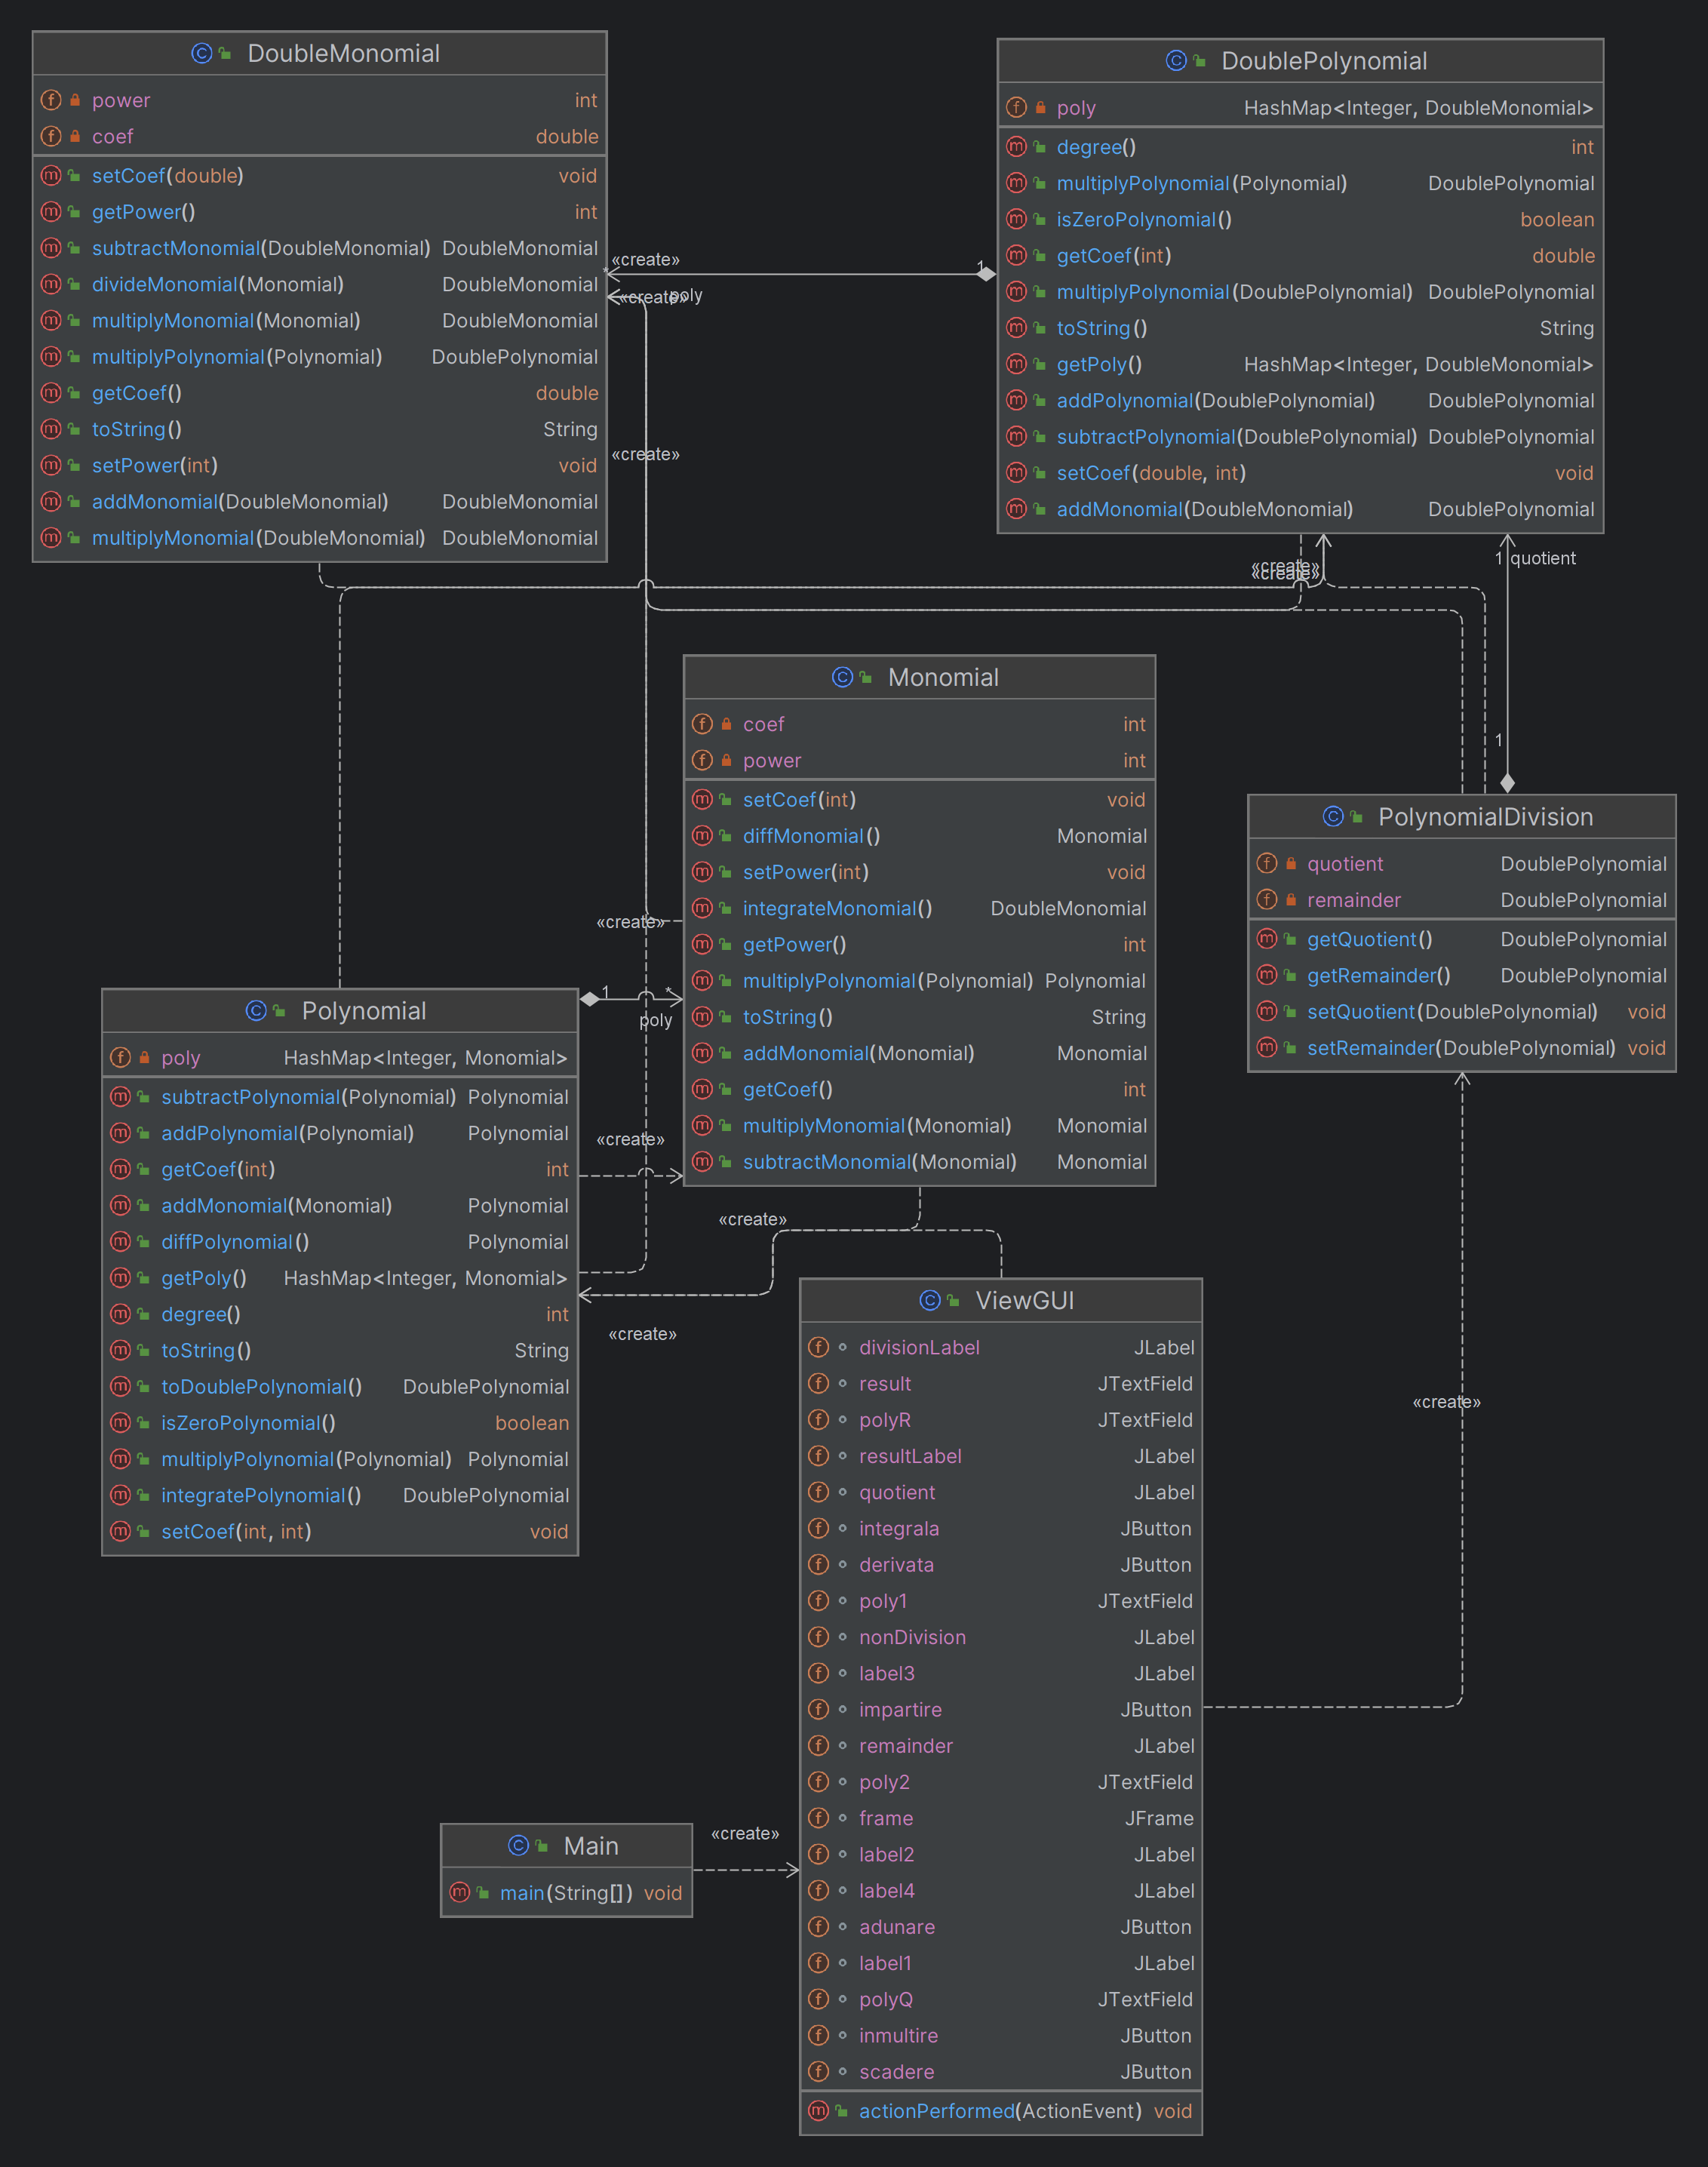 DoubleMonomial
power int
coef double
setCoef(double) void
getPower() int
subtractMonomial(DoubleMonomial) DoubleMonomial
divideMonomial(Monomial) DoubleMonomial
multiplyMonomial(Monomial) DoubleMonomial
multiplyPolynomial(Polynomial) DoublePolynomial
getCoef() double
toString() String
setPower(int) void
addMonomial(DoubleMonomial) DoubleMonomial
multiplyMonomial(DoubleMonomial) DoubleMonomial
DoublePolynomial
poly HashMap<Integer, DoubleMonomial>
degree() int
multiplyPolynomial(Polynomial) DoublePolynomial
isZeroPolynomial() boolean
getCoef(int) double
multiplyPolynomial(DoublePolynomial) DoublePolynomial
toString() String
getPoly() HashMap<Integer, DoubleMonomial>
addPolynomial(DoublePolynomial) DoublePolynomial
subtractPolynomial(DoublePolynomial) DoublePolynomial
setCoef(double, int) void
addMonomial(DoubleMonomial) DoublePolynomial
«create»
1
*
«create»
poly
«create»
«create»
«create»
1 quotient
1
Monomial
coef int
power int
setCoef(int) void
diffMonomial() Monomial
setPower(int) void
integrateMonomial() DoubleMonomial
getPower() int
multiplyPolynomial(Polynomial) Polynomial
toString() String
addMonomial(Monomial) Monomial
getCoef() int
multiplyMonomial(Monomial) Monomial
subtractMonomial(Monomial) Monomial
PolynomialDivision
quotient DoublePolynomial
remainder DoublePolynomial
getQuotient() DoublePolynomial
getRemainder() DoublePolynomial
setQuotient(DoublePolynomial) void
setRemainder(DoublePolynomial) void
«create»
1 *
poly
«create»
Polynomial
poly HashMap<Integer, Monomial>
subtractPolynomial(Polynomial) Polynomial
addPolynomial(Polynomial) Polynomial
getCoef(int) int
addMonomial(Monomial) Polynomial
diffPolynomial() Polynomial
getPoly() HashMap<Integer, Monomial>
degree() int
toString() String
toDoublePolynomial() DoublePolynomial
isZeroPolynomial() boolean
multiplyPolynomial(Polynomial) Polynomial
integratePolynomial() DoublePolynomial
setCoef(int, int) void
«create»
«create»
«create»
ViewGUI
divisionLabel JLabel
result JTextField
polyR JTextField
resultLabel JLabel
quotient JLabel
integrala JButton
derivata JButton
poly1 JTextField
nonDivision JLabel
label3 JLabel
impartire JButton
remainder JLabel
poly2 JTextField
frame JFrame
label2 JLabel
label4 JLabel
adunare JButton
label1 JLabel
polyQ JTextField
inmultire JButton
scadere JButton
actionPerformed(ActionEvent) void
Main
main(String[]) void
«create»